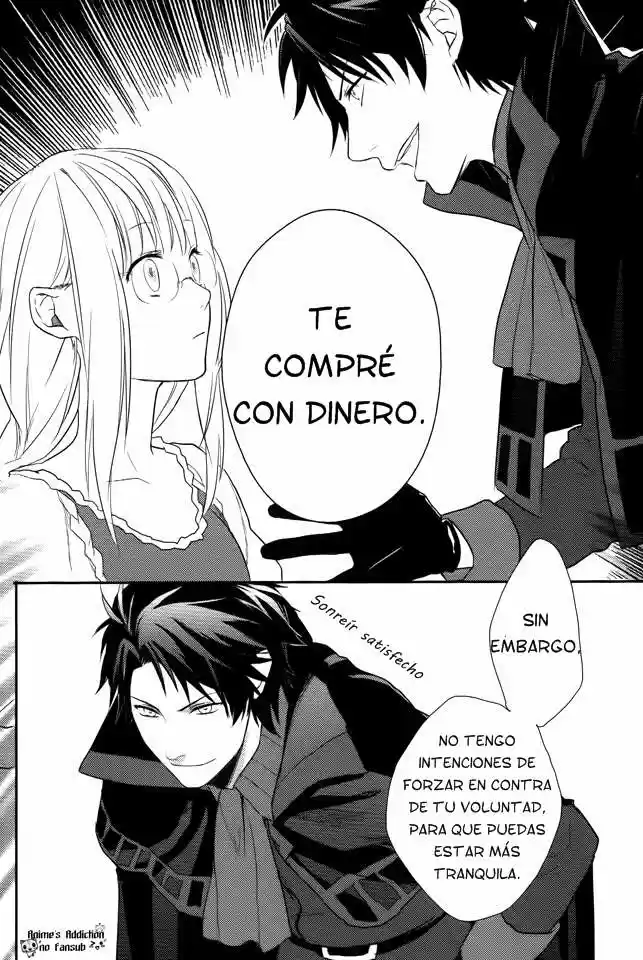 TE
COMPRÉ
CON DINERO.
SIN
EMBARGO,
Sonreír satisfecho
NO TENGO
INTENCIONES DE
FORZAR EN CONTRA
DE TU VOLUNTAD,
PARA QUE PUEDAS
ESTAR MÁS
TRANQUILA.
Anime's Addiction
no fansub